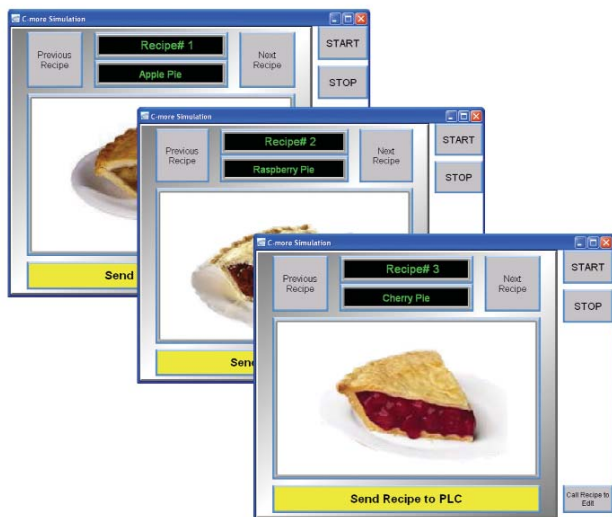 C-more Simulation
Previous
Recipe
Recipe# 1
Apple Pie
Next
Recipe
START
STOP
Send
C-more Simulation
Previous
Recipe
Recipe# 2
Raspberry Pie
Next
Recipe
START
STOP
Send
C-more Simulation
Previous
Recipe
Recipe# 3
Cherry Pie
Next
Recipe
START
STOP
Send Recipe to PLC
Call Recipe to
Edit